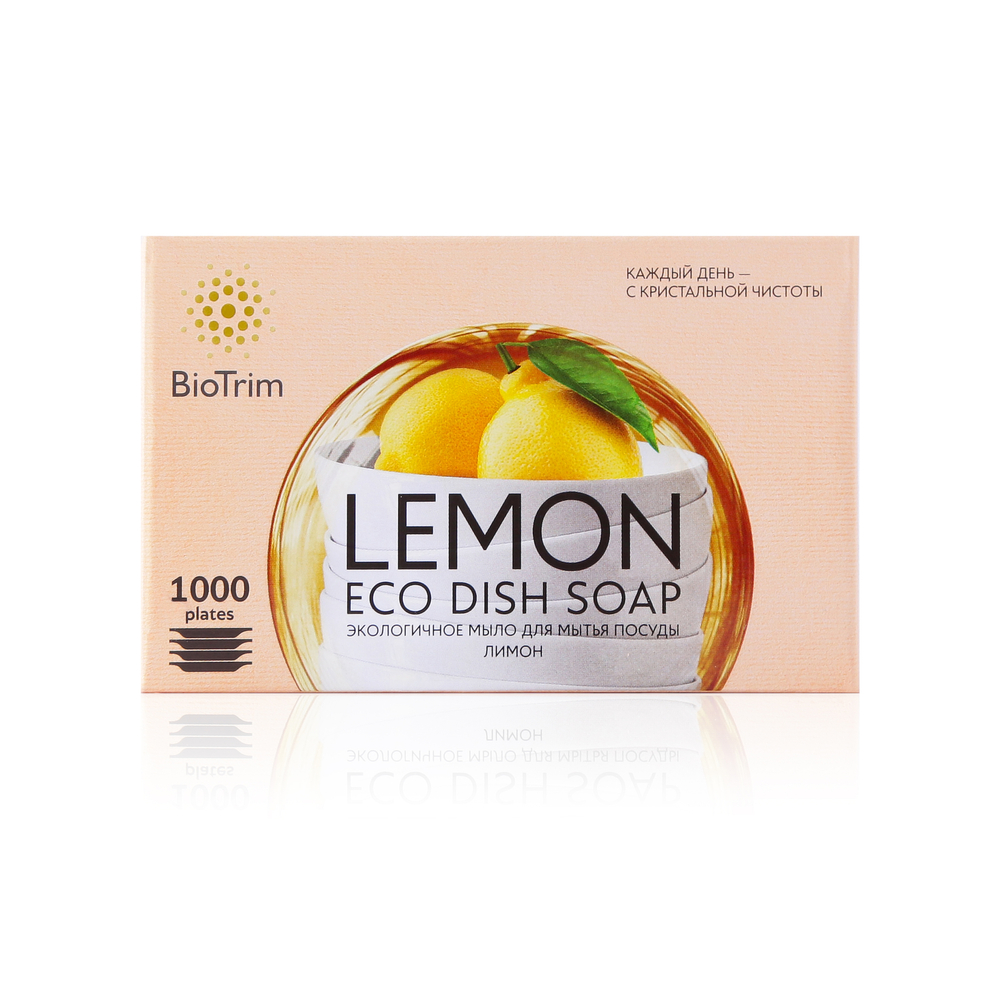 BioTrim
КАЖДЫЙ ДЕНЬ —
С КРИСТАЛЬНОЙ ЧИСТОТЫ
LEMON
ECO DISH SOAP
ЭКОЛОГИЧНОЕ МЫЛО ДЛЯ МЫТЬЯ ПОСУДЫ
ЛИМОН
1000
plates